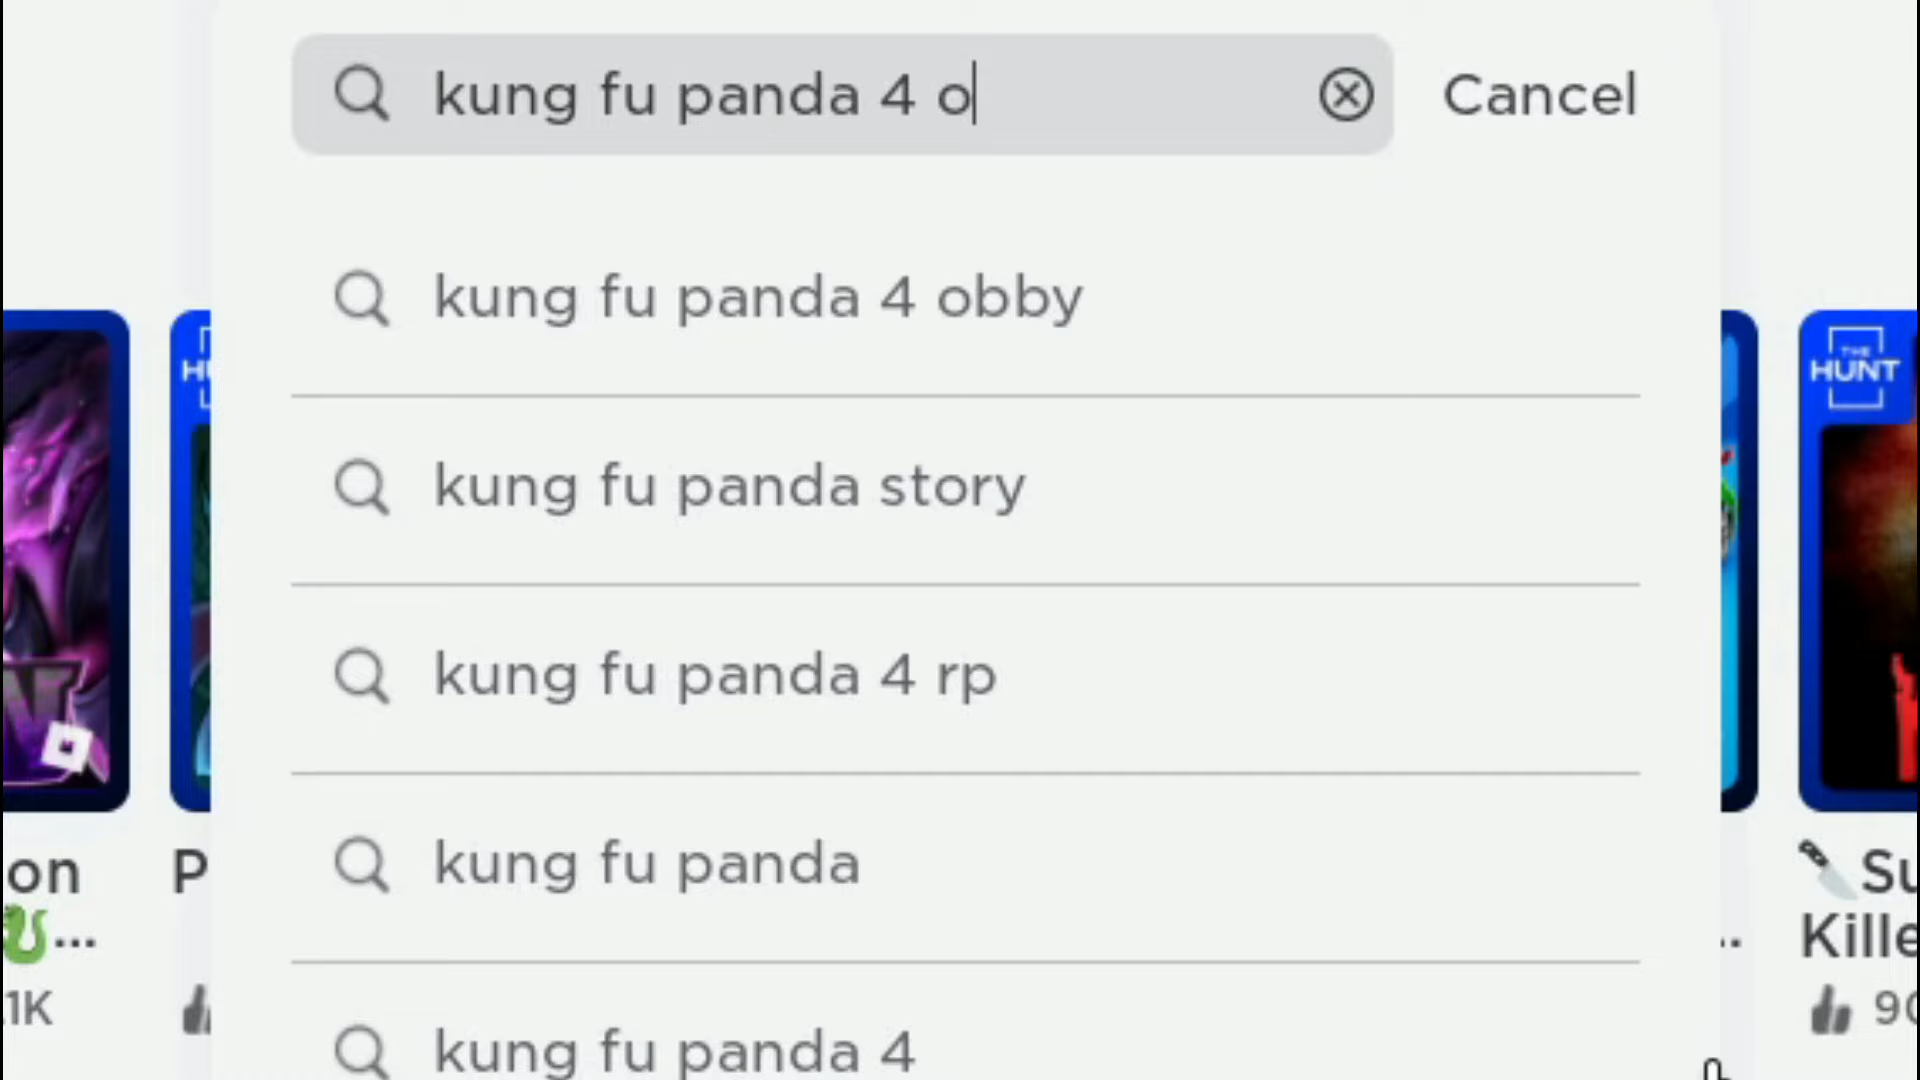 kung fu panda 4 o
Cancel
kung fu panda 4 obby
kung fu panda story
kung fu panda 4 rp
kung fu panda
kung fu panda 4
THE
HUNT
on
...
1K
P
Su
Kille